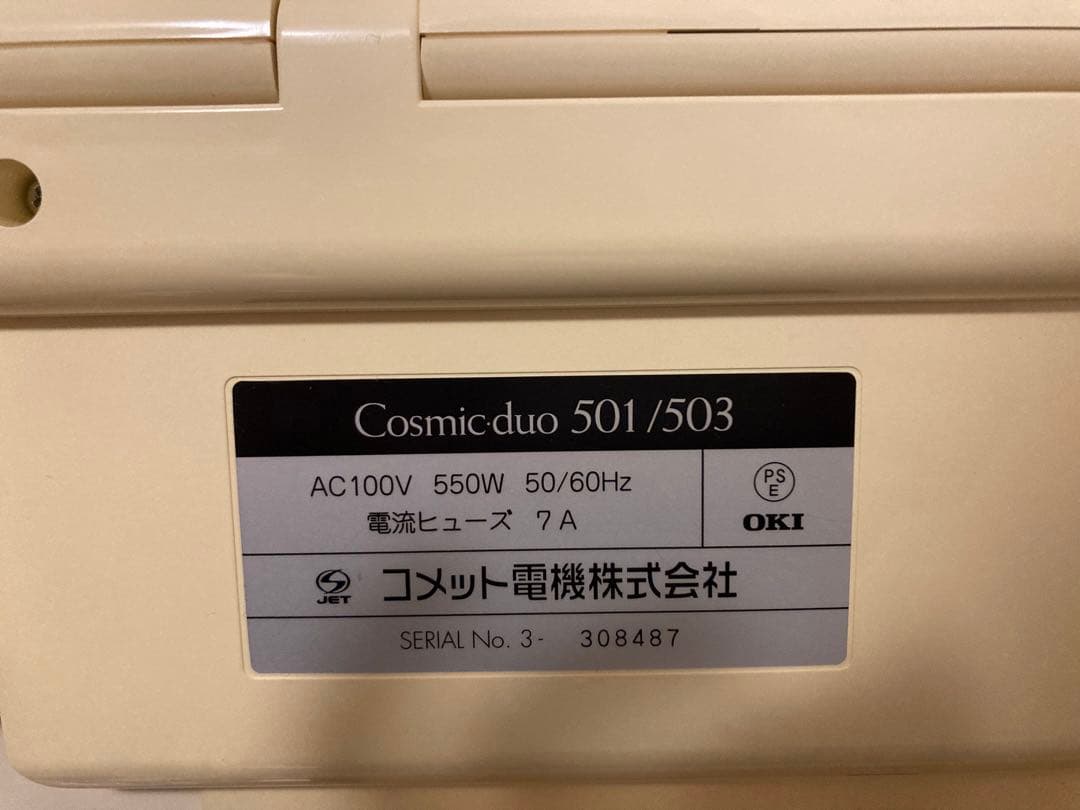 Cosmic·duo 501/503
AC100V 550W 50/60Hz
電流ヒューズ 7A
PS
E
OKI
JET
コメット電機株式会社
SERIAL No. 3- 308487